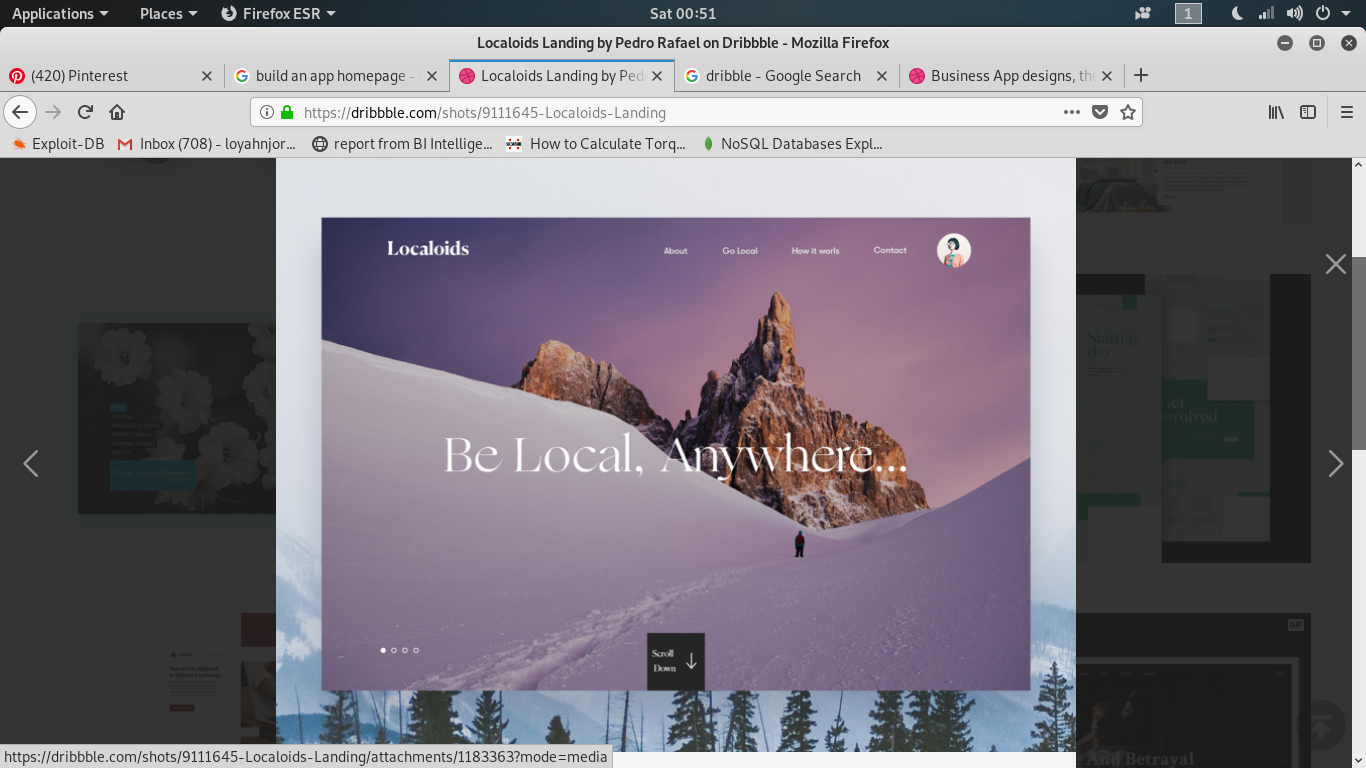 Applications Places Firefox ESR Sat 00:51 1
Localoids Landing by Pedro Rafael on Dribbble - Mozilla Firefox
(420) Pinterest build an app homepage - Localoids Landing by Ped dribble - Google Search Business App designs, the
https://dribbble.com/shots/9111645-Localoids-Landing
Exploit-DB Inbox (708) - loyahnjor... report from BI Intellige... How to Calculate Torq... NoSQL Databases Expl...
Localoids About Go Local How it worls Contact
Startup
day
Get
Involved
Be Local, Anywhere...
GIF
Scroll
Down
And Betrayal
https://dribbble.com/shots/9111645-Localoids-Landing/attachments/1183363?mode=media